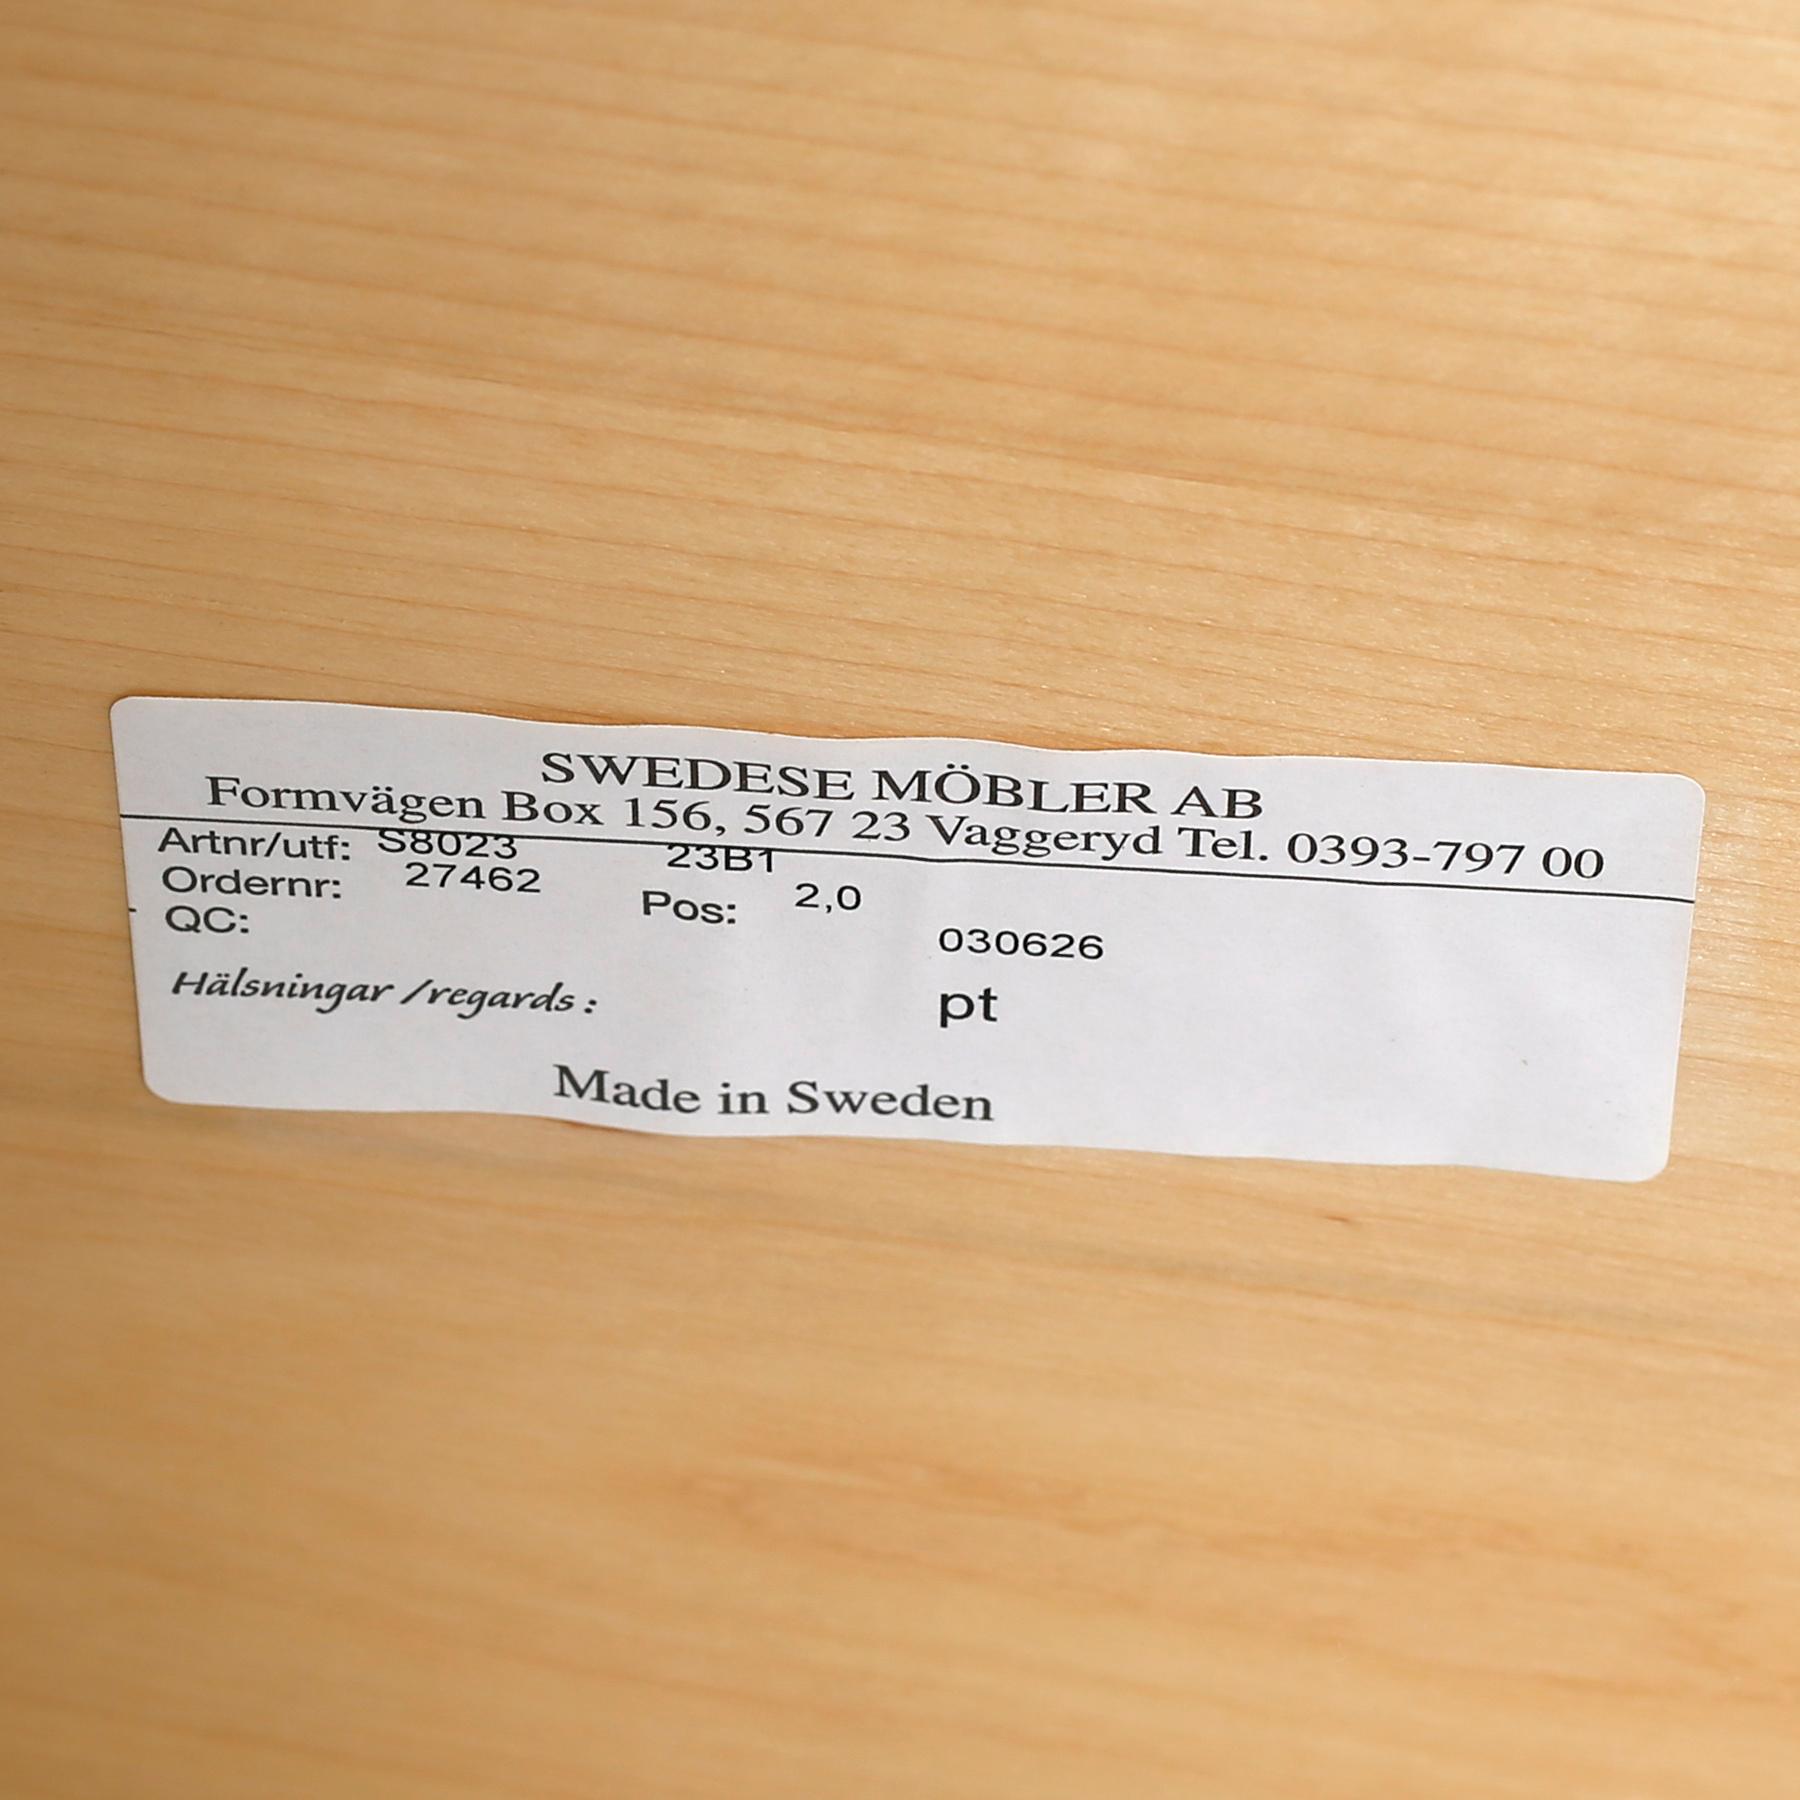 SWEDESE MÖBLER AB
Formvägen Box 156, 567 23 Vaggeryd Tel. 0393-797 00
Artnr/utf: S8023 23B1
Ordernr: 27462 Pos: 2,0
QC: 030626
Hälsningar /regards : pt
Made in Sweden